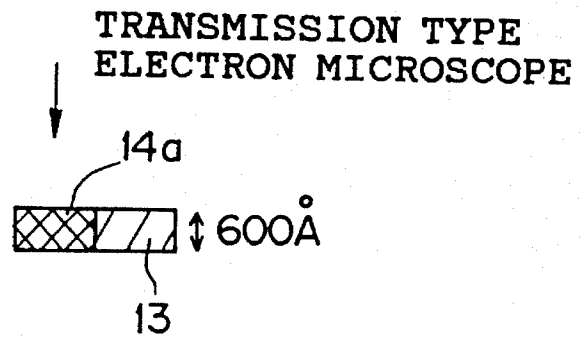 TRANSMISSION TYPE
ELECTRON MICROSCOPE
14a
600Å
13